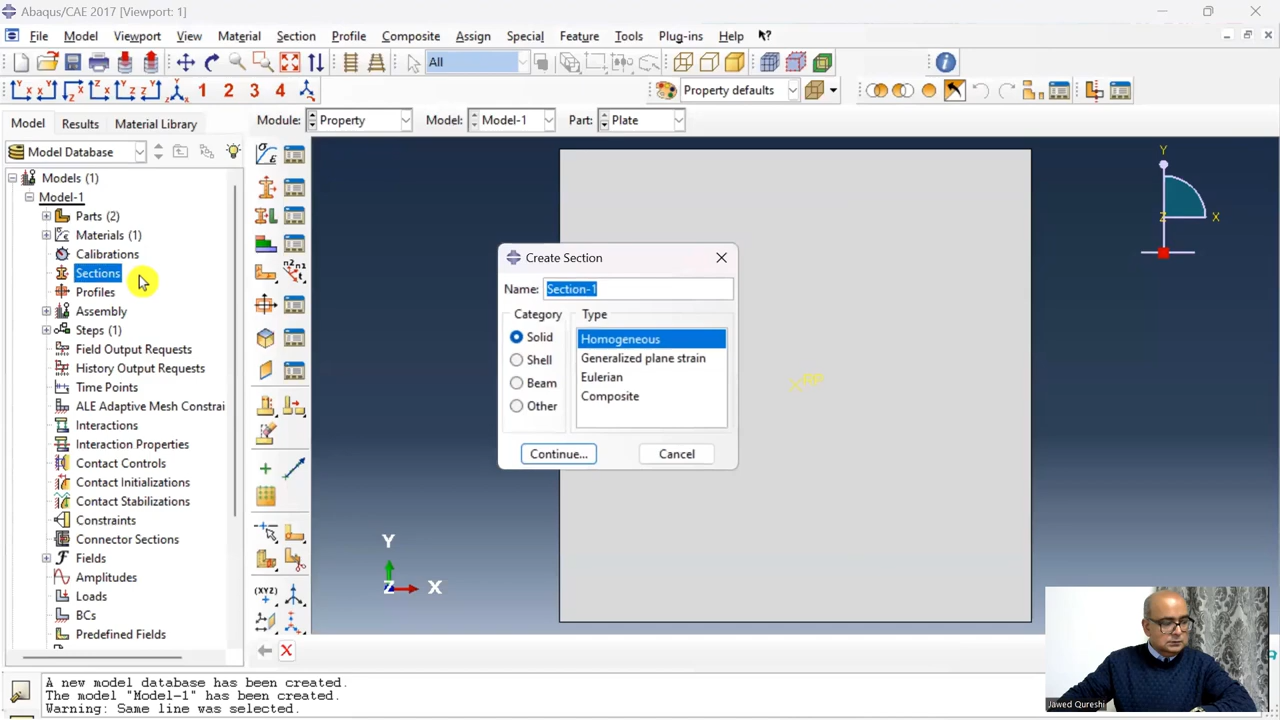 Abaqus/CAE 2017 [Viewport: 1]
File Model Viewport View Material Section Profile Composite Assign Special Feature Tools Plug-ins Help
All
1 2 3 4
Property defaults
Model Results Material Library
Module: Property Model: Model-1 Part: Plate
Model Database
Models (1)
Model-1
Parts (2)
Materials (1)
Calibrations
Sections
Profiles
Assembly
Steps (1)
Field Output Requests
History Output Requests
Time Points
ALE Adaptive Mesh Constrai
Interactions
Interaction Properties
Contact Controls
Contact Initializations
Contact Stabilizations
Constraints
Connector Sections
Fields
Amplitudes
Loads
BCs
Predefined Fields
(XYZ)
Create Section
Name: Section-1
Category Type
Solid
Shell
Beam
Other
Homogeneous
Generalized plane strain
Eulerian
Composite
Continue... Cancel
RP
Y
Z X
Y
Z X
A new model database has been created.
The model "Model-1" has been created.
Warning: Same line was selected.
Jawed Qureshi